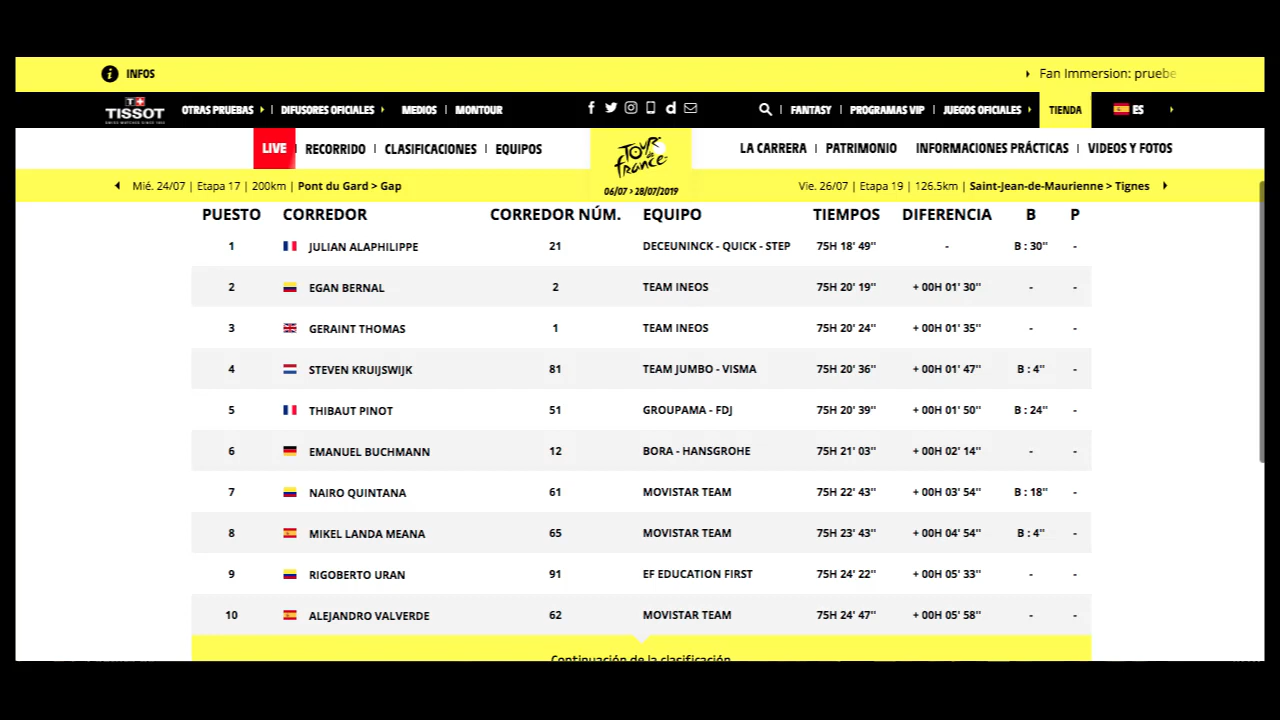 INFOS
Fan Immersion: pruebe
TISSOT
OTRAS PRUEBAS
DIFUSORES OFICIALES
MEDIOS
MONTOUR
FANTASY
PROGRAMAS VIP
JUEGOS OFICIALES
TIENDA
ES
LIVE
RECORRIDO
CLASIFICACIONES
EQUIPOS
TOUR de france
06/07 > 28/07/2019
LA CARRERA
PATRIMONIO
INFORMACIONES PRÁCTICAS
VIDEOS Y FOTOS
Mié. 24/07 | Etapa 17 | 200km | Pont du Gard > Gap
Vie. 26/07 | Etapa 19 | 126.5km | Saint-Jean-de-Maurienne > Tignes
PUESTO CORREDOR CORREDOR NÚM. EQUIPO TIEMPOS DIFERENCIA B P
1 JULIAN ALAPHILIPPE 21 DECEUNINCK - QUICK - STEP 75H 18' 49'' - B : 30'' -
2 EGAN BERNAL 2 TEAM INEOS 75H 20' 19'' + 00H 01' 30'' - -
3 GERAINT THOMAS 1 TEAM INEOS 75H 20' 24'' + 00H 01' 35'' - -
4 STEVEN KRUIJSWIJK 81 TEAM JUMBO - VISMA 75H 20' 36'' + 00H 01' 47'' B : 4'' -
5 THIBAUT PINOT 51 GROUPAMA - FDJ 75H 20' 39'' + 00H 01' 50'' B : 24'' -
6 EMANUEL BUCHMANN 12 BORA - HANSGROHE 75H 21' 03'' + 00H 02' 14'' - -
7 NAIRO QUINTANA 61 MOVISTAR TEAM 75H 22' 43'' + 00H 03' 54'' B : 18'' -
8 MIKEL LANDA MEANA 65 MOVISTAR TEAM 75H 23' 43'' + 00H 04' 54'' B : 4'' -
9 RIGOBERTO URAN 91 EF EDUCATION FIRST 75H 24' 22'' + 00H 05' 33'' - -
10 ALEJANDRO VALVERDE 62 MOVISTAR TEAM 75H 24' 47'' + 00H 05' 58'' - -
Continuación de la clasificación